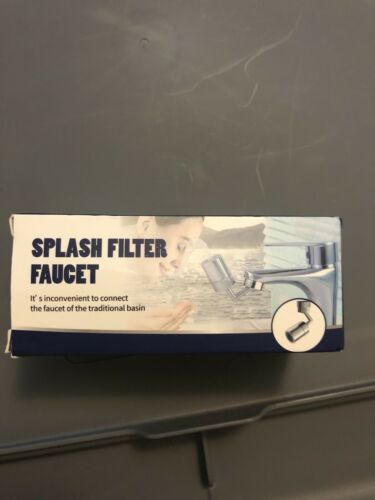 SPLASH FILTER
FAUCET
It's inconvenient to connect
the faucet of the traditional basin